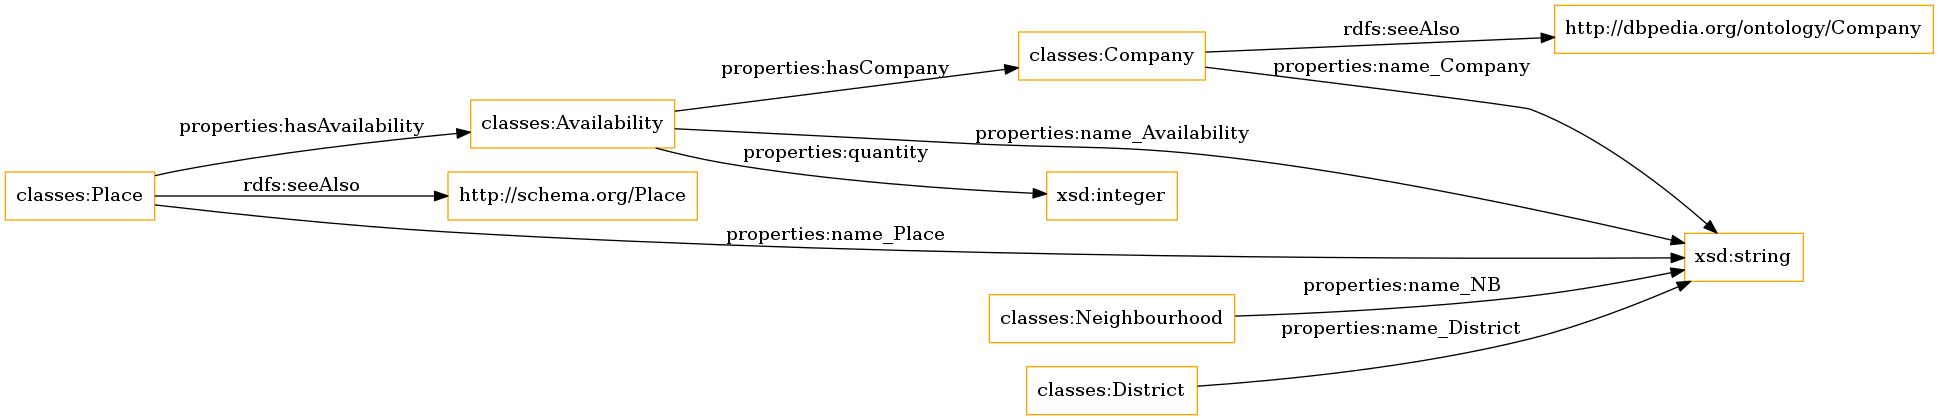 http://dbpedia.org/ontology/Company
rdfs:seeAlso
classes:Company
properties:hasCompany
properties:name_Company
properties:hasAvailability
classes:Availability
properties:name_Availability
properties:quantity
classes:Place
rdfs:seeAlso
http://schema.org/Place
xsd:integer
properties:name_Place
xsd:string
properties:name_NB
classes:Neighbourhood
properties:name_District
classes:District